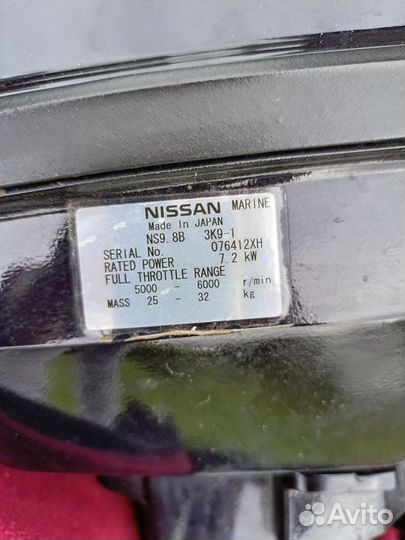 NISSAN MARINE
Made In JAPAN
NS9.8B 3K9-1
SERIAL No. 076412XH
RATED POWER 7.2 kW
FULL THROTTLE RANGE
5000 - 6000 r/min
MASS 25 - 32 kg
Avito